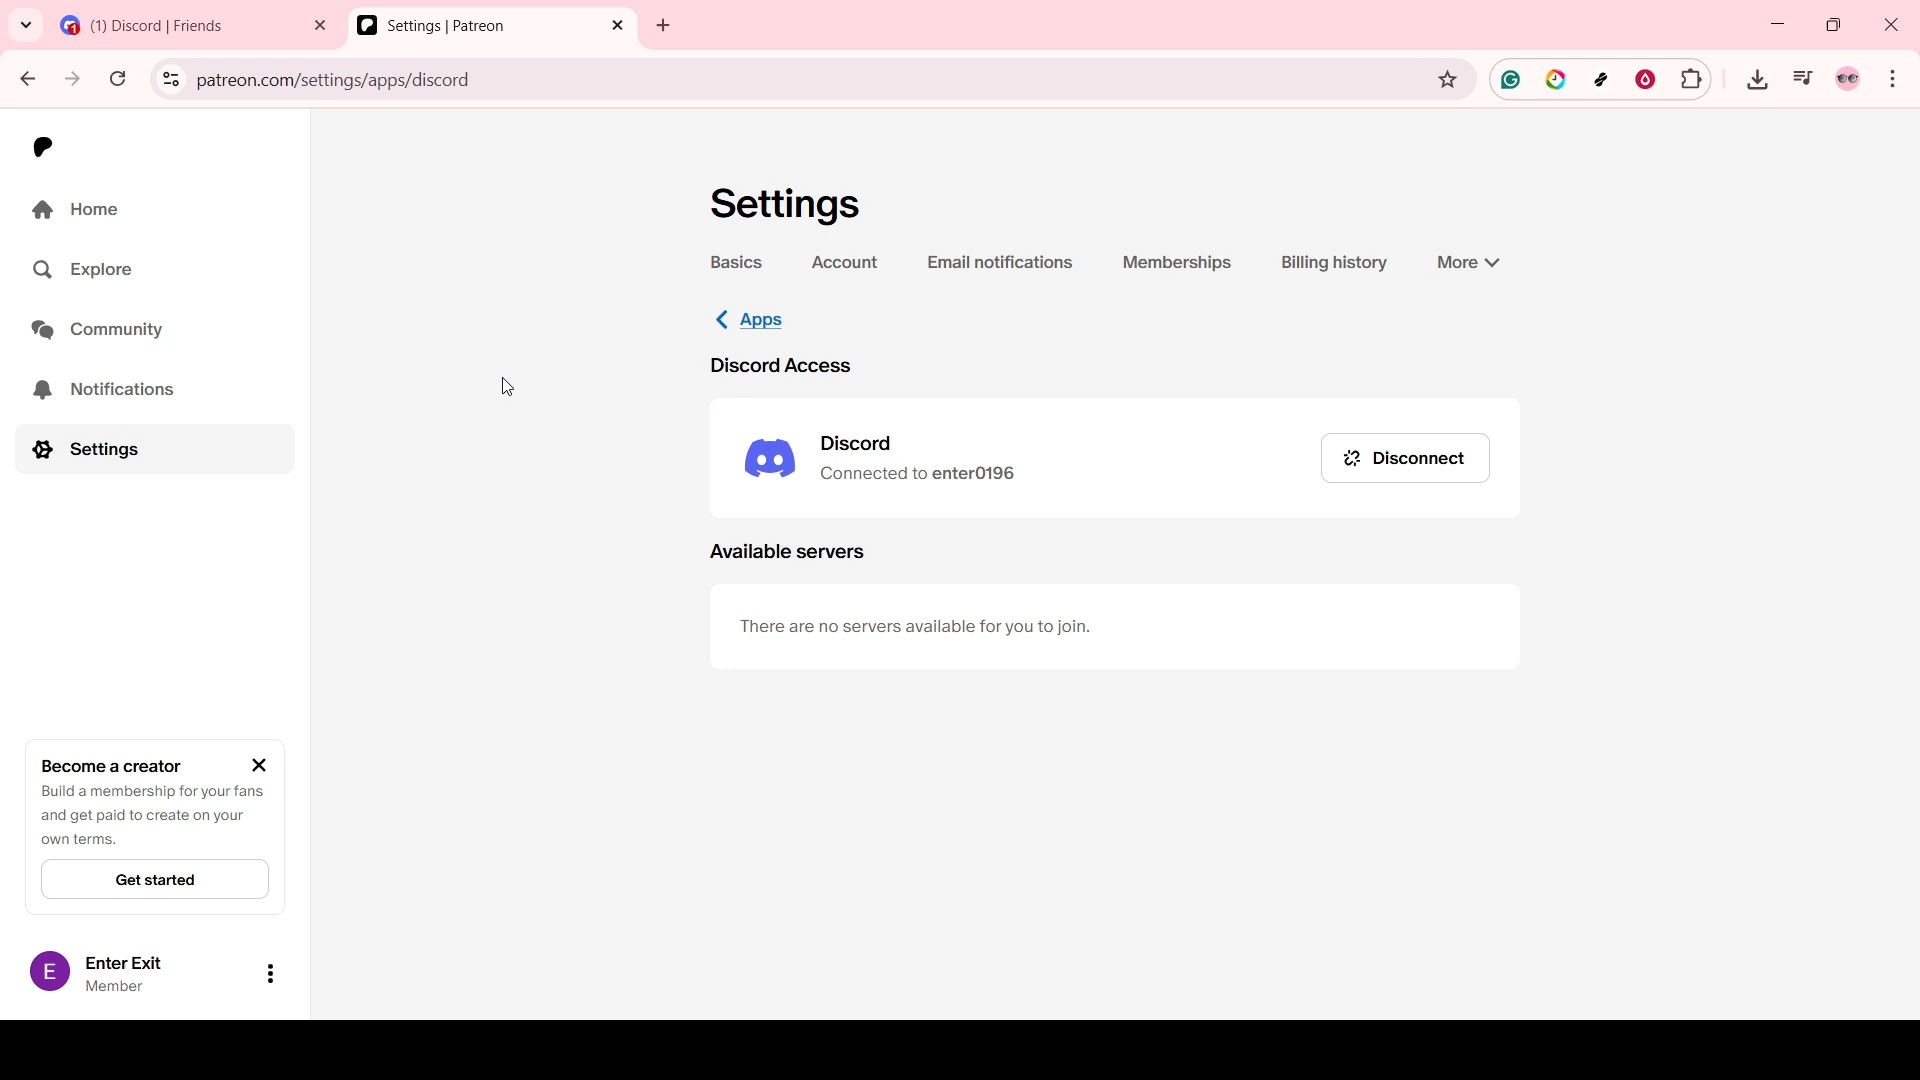 (1) Discord | Friends
Settings | Patreon
patreon.com/settings/apps/discord
Home
Explore
Community
Notifications
Settings
Become a creator
Build a membership for your fans
and get paid to create on your
own terms.
Get started
E
Enter Exit
Member
Settings
Basics
Account
Email notifications
Memberships
Billing history
More
Apps
Discord Access
Discord
Connected to enter0196
Disconnect
Available servers
There are no servers available for you to join.